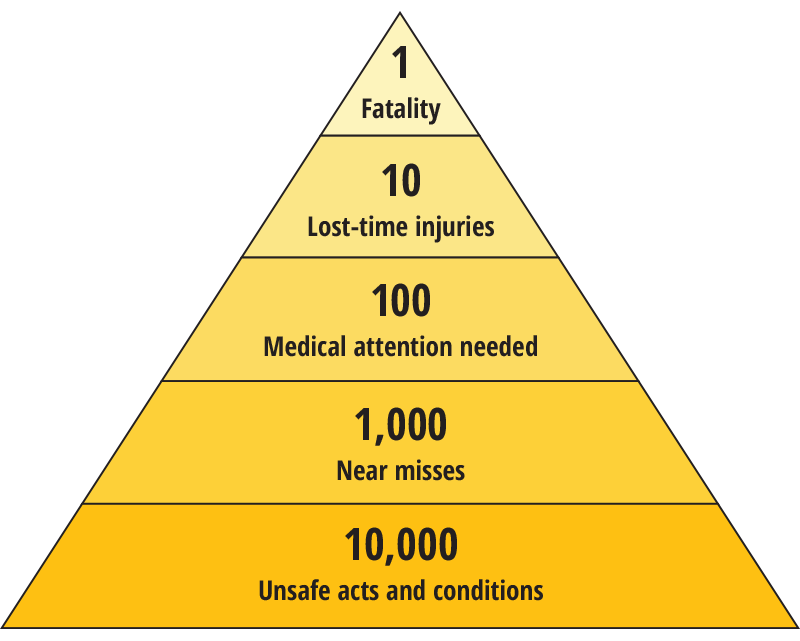 1
Fatality
10
Lost-time injuries
100
Medical attention needed
1,000
Near misses
10,000
Unsafe acts and conditions